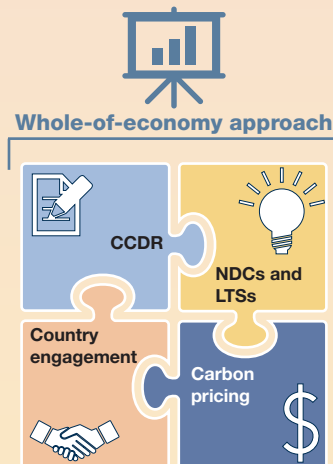 Whole-of-economy approach
CCDR
NDCs and
LTSs
Country
engagement
Carbon
pricing
$